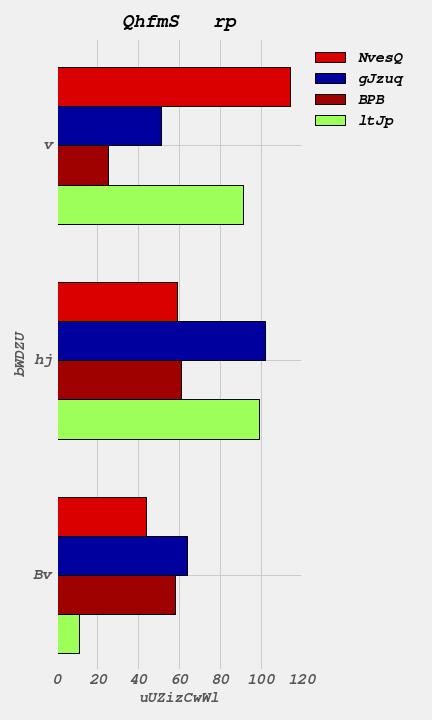 QhfmS rp
NvesQ
gJzuq
BPB
ltJp
v
hj
Bv
bWDZU
0 20 40 60 80 100 120
uUZizCwWl